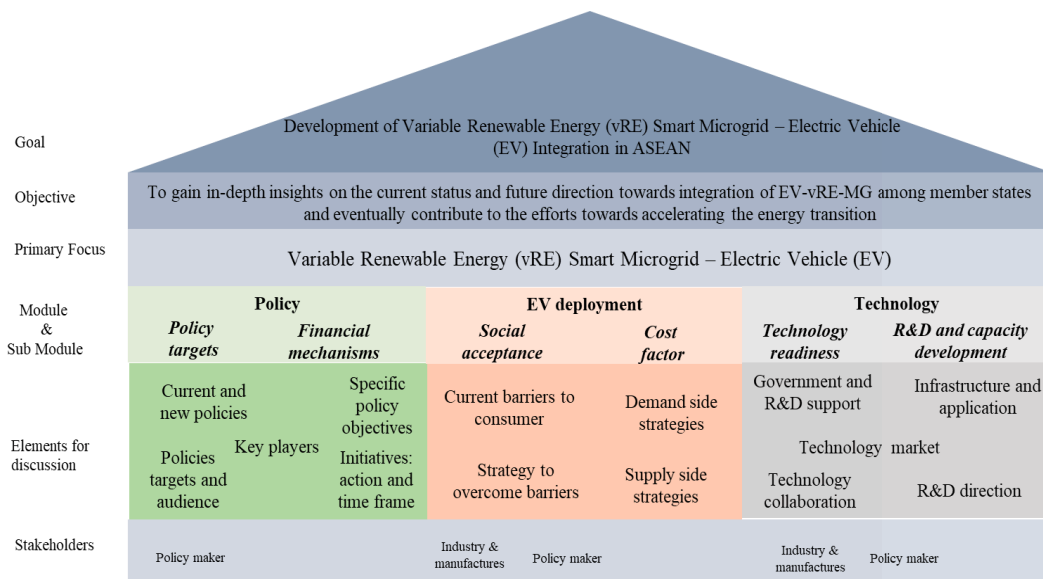 Goal
Development of Variable Renewable Energy (vRE) Smart Microgrid – Electric Vehicle
(EV) Integration in ASEAN
Objective
To gain in-depth insights on the current status and future direction towards integration of EV-vRE-MG among member states
and eventually contribute to the efforts towards accelerating the energy transition
Primary Focus
Variable Renewable Energy (vRE) Smart Microgrid – Electric Vehicle (EV)
Module
&
Sub Module
Policy
Policy
targets
Financial
mechanisms
EV deployment
Social
acceptance
Cost
factor
Technology
Technology
readiness
R&D and capacity
development
Elements for
discussion
Current and
new policies
Specific
policy
objectives
Key players
Policies
targets and
audience
Initiatives:
action and
time frame
Current barriers to
consumer
Demand side
strategies
Strategy to
overcome barriers
Supply side
strategies
Government and
R&D support
Infrastructure and
application
Technology market
Technology
collaboration
R&D direction
Stakeholders
Policy maker
Industry &
manufactures
Policy maker
Industry &
manufactures
Policy maker